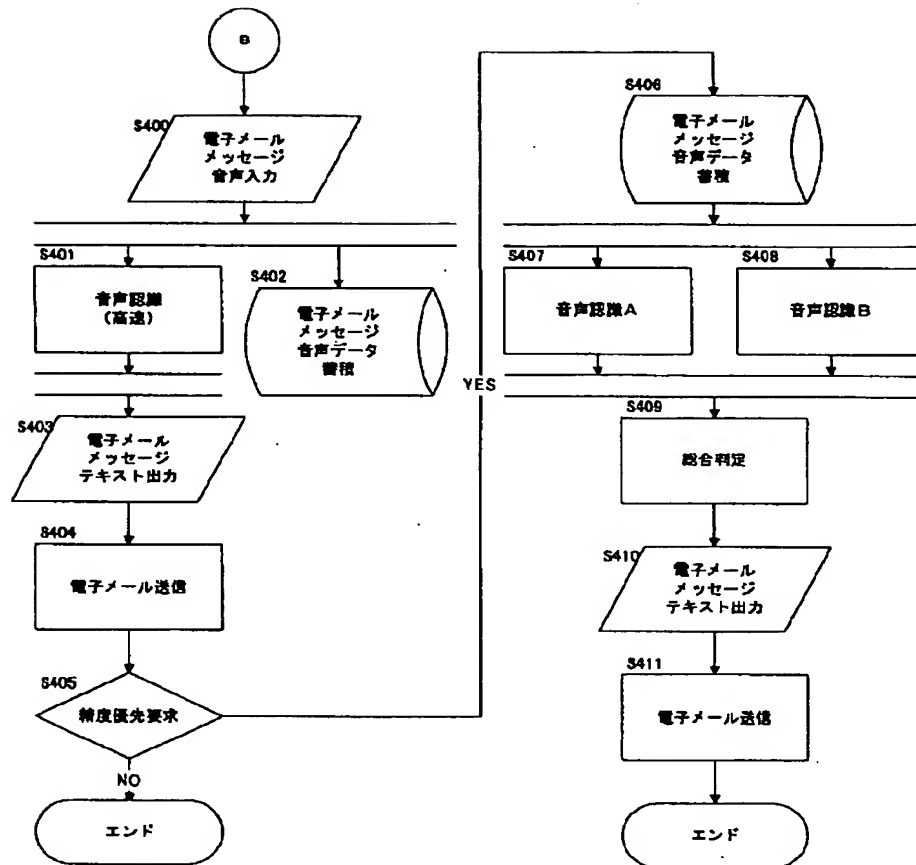 B
S400
電子メール
メッセージ
音声入力
S401
音声認識
(高速)
S402
電子メール
メッセージ
音声データ
蓄積
S403
電子メール
メッセージ
テキスト出力
S404
電子メール送信
S405
精度優先要求
NO
エンド
YES
S406
電子メール
メッセージ
音声データ
蓄積
S407
音声認識A
S408
音声認識B
S409
総合判定
S410
電子メール
メッセージ
テキスト出力
S411
電子メール送信
エンド